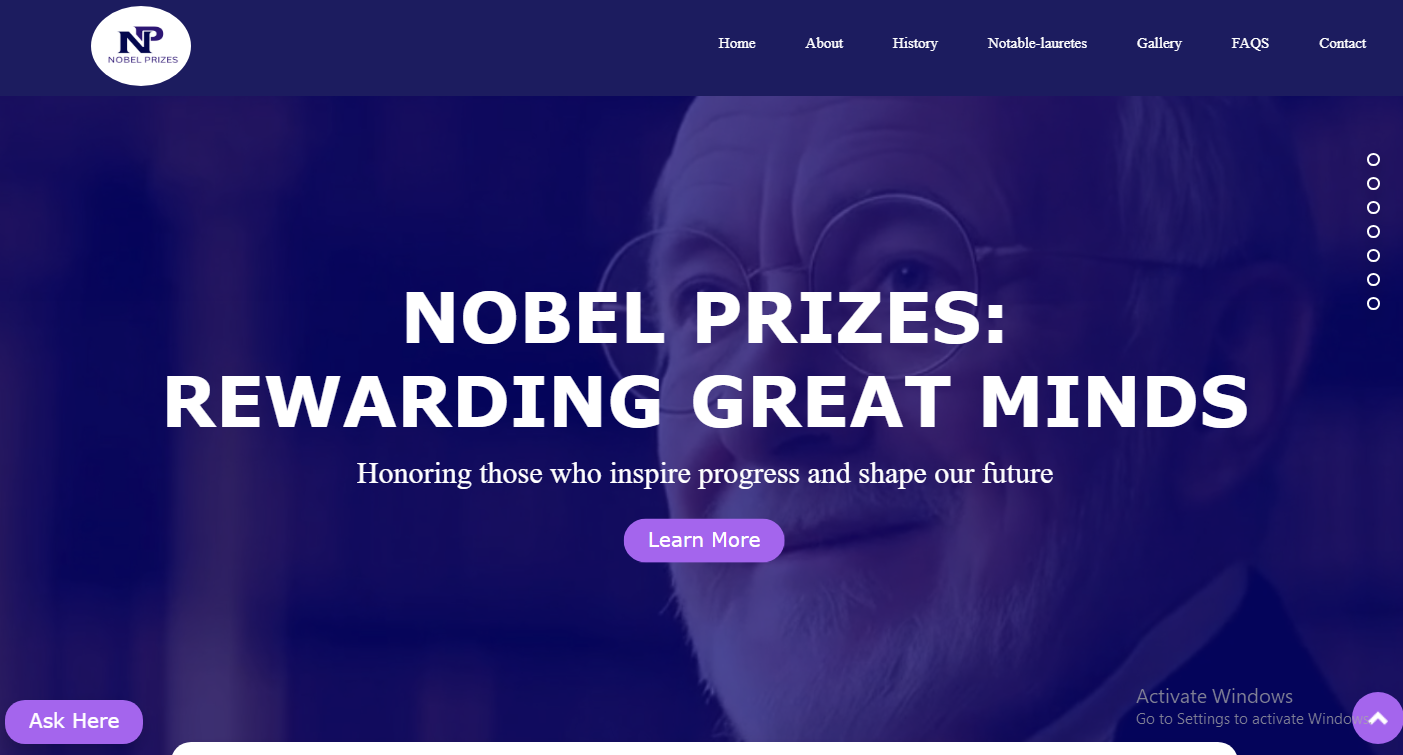 NP
NOBEL PRIZES
Home About History Notable-lauretes Gallery FAQS Contact
NOBEL PRIZES:
REWARDING GREAT MINDS
Honoring those who inspire progress and shape our future
Learn More
Ask Here
Activate Windows
Go to Settings to activate Windows.